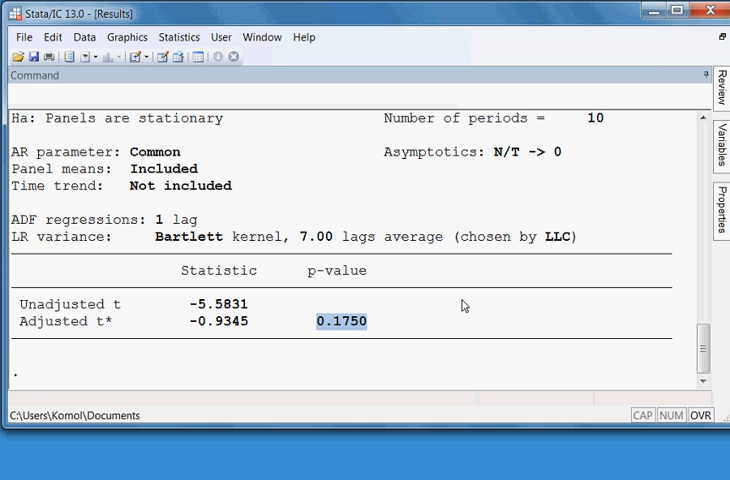 Stata/IC 13.0 - [Results]
File Edit Data Graphics Statistics User Window Help
Command
Review
Variables
Properties
Ha: Panels are stationary Number of periods = 10
AR parameter: Common Asymptotics: N/T -> 0
Panel means: Included
Time trend: Not included
ADF regressions: 1 lag
LR variance: Bartlett kernel, 7.00 lags average (chosen by LLC)
Statistic p-value
Unadjusted t -5.5831
Adjusted t* -0.9345 0.1750
.
C:\Users\Komol\Documents CAP NUM OVR